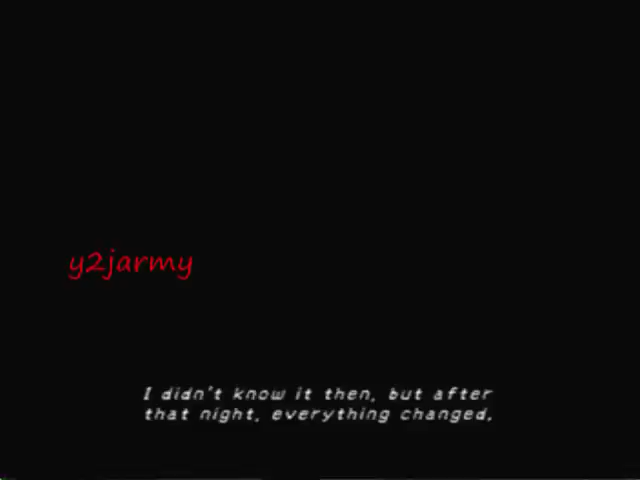 y2jarmy
I didn't know it then, but after
that night, everything changed.